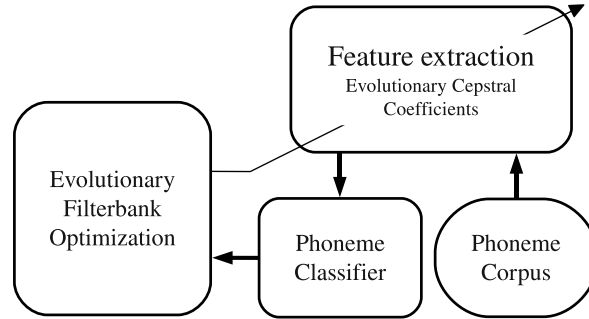 Feature extraction
Evolutionary Cepstral
Coefficients
Evolutionary
Filterbank
Optimization
Phoneme
Classifier
Phoneme
Corpus